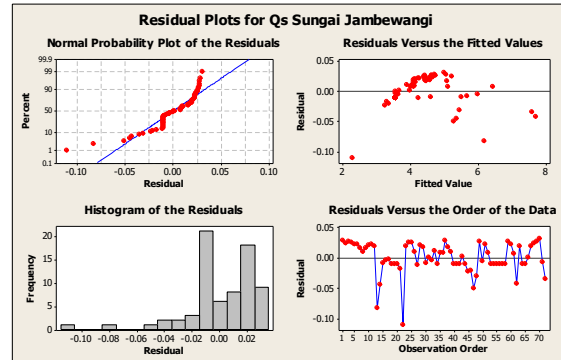 Residual Plots for Qs Sungai Jambewangi
Normal Probability Plot of the Residuals
99.9
99
90
50
10
1
0.1
Percent
-0.10 -0.05 0.00 0.05 0.10
Residual
Residuals Versus the Fitted Values
0.05
0.00
-0.05
-0.10
Residual
2 4 6 8
Fitted Value
Histogram of the Residuals
20
15
10
5
0
Frequency
-0.10 -0.08 -0.06 -0.04 -0.02 0.00 0.02
Residual
Residuals Versus the Order of the Data
0.05
0.00
-0.05
-0.10
Residual
1 5 10 15 20 25 30 35 40 45 50 55 60 65 70
Observation Order